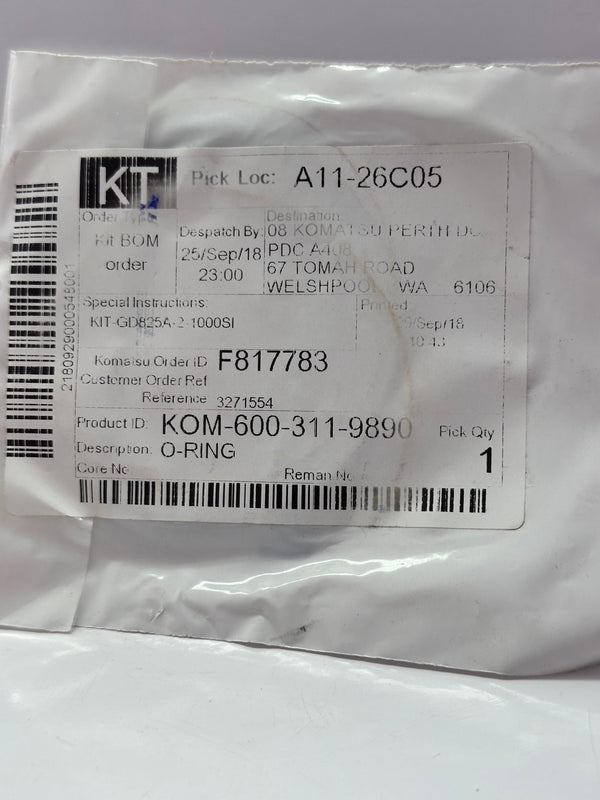 KT
Pick Loc: A11-26C05
Order Type
Kit BOM
order
Despatch By:
25/Sep/18
23:00
Destination
08 KOMATSU PERTH
PDC
67 TOMAH ROAD
WELSHPOOL WA 6106
Special Instructions:
KIT-GD825A-2-1000SI
Printed
/Sep/18
10:43
Komatsu Order ID F817783
Customer Order Ref
Reference 3271554
Product ID: KOM-600-311-9890
Pick Qty
1
Description: O-RING
Core No:
Reman No